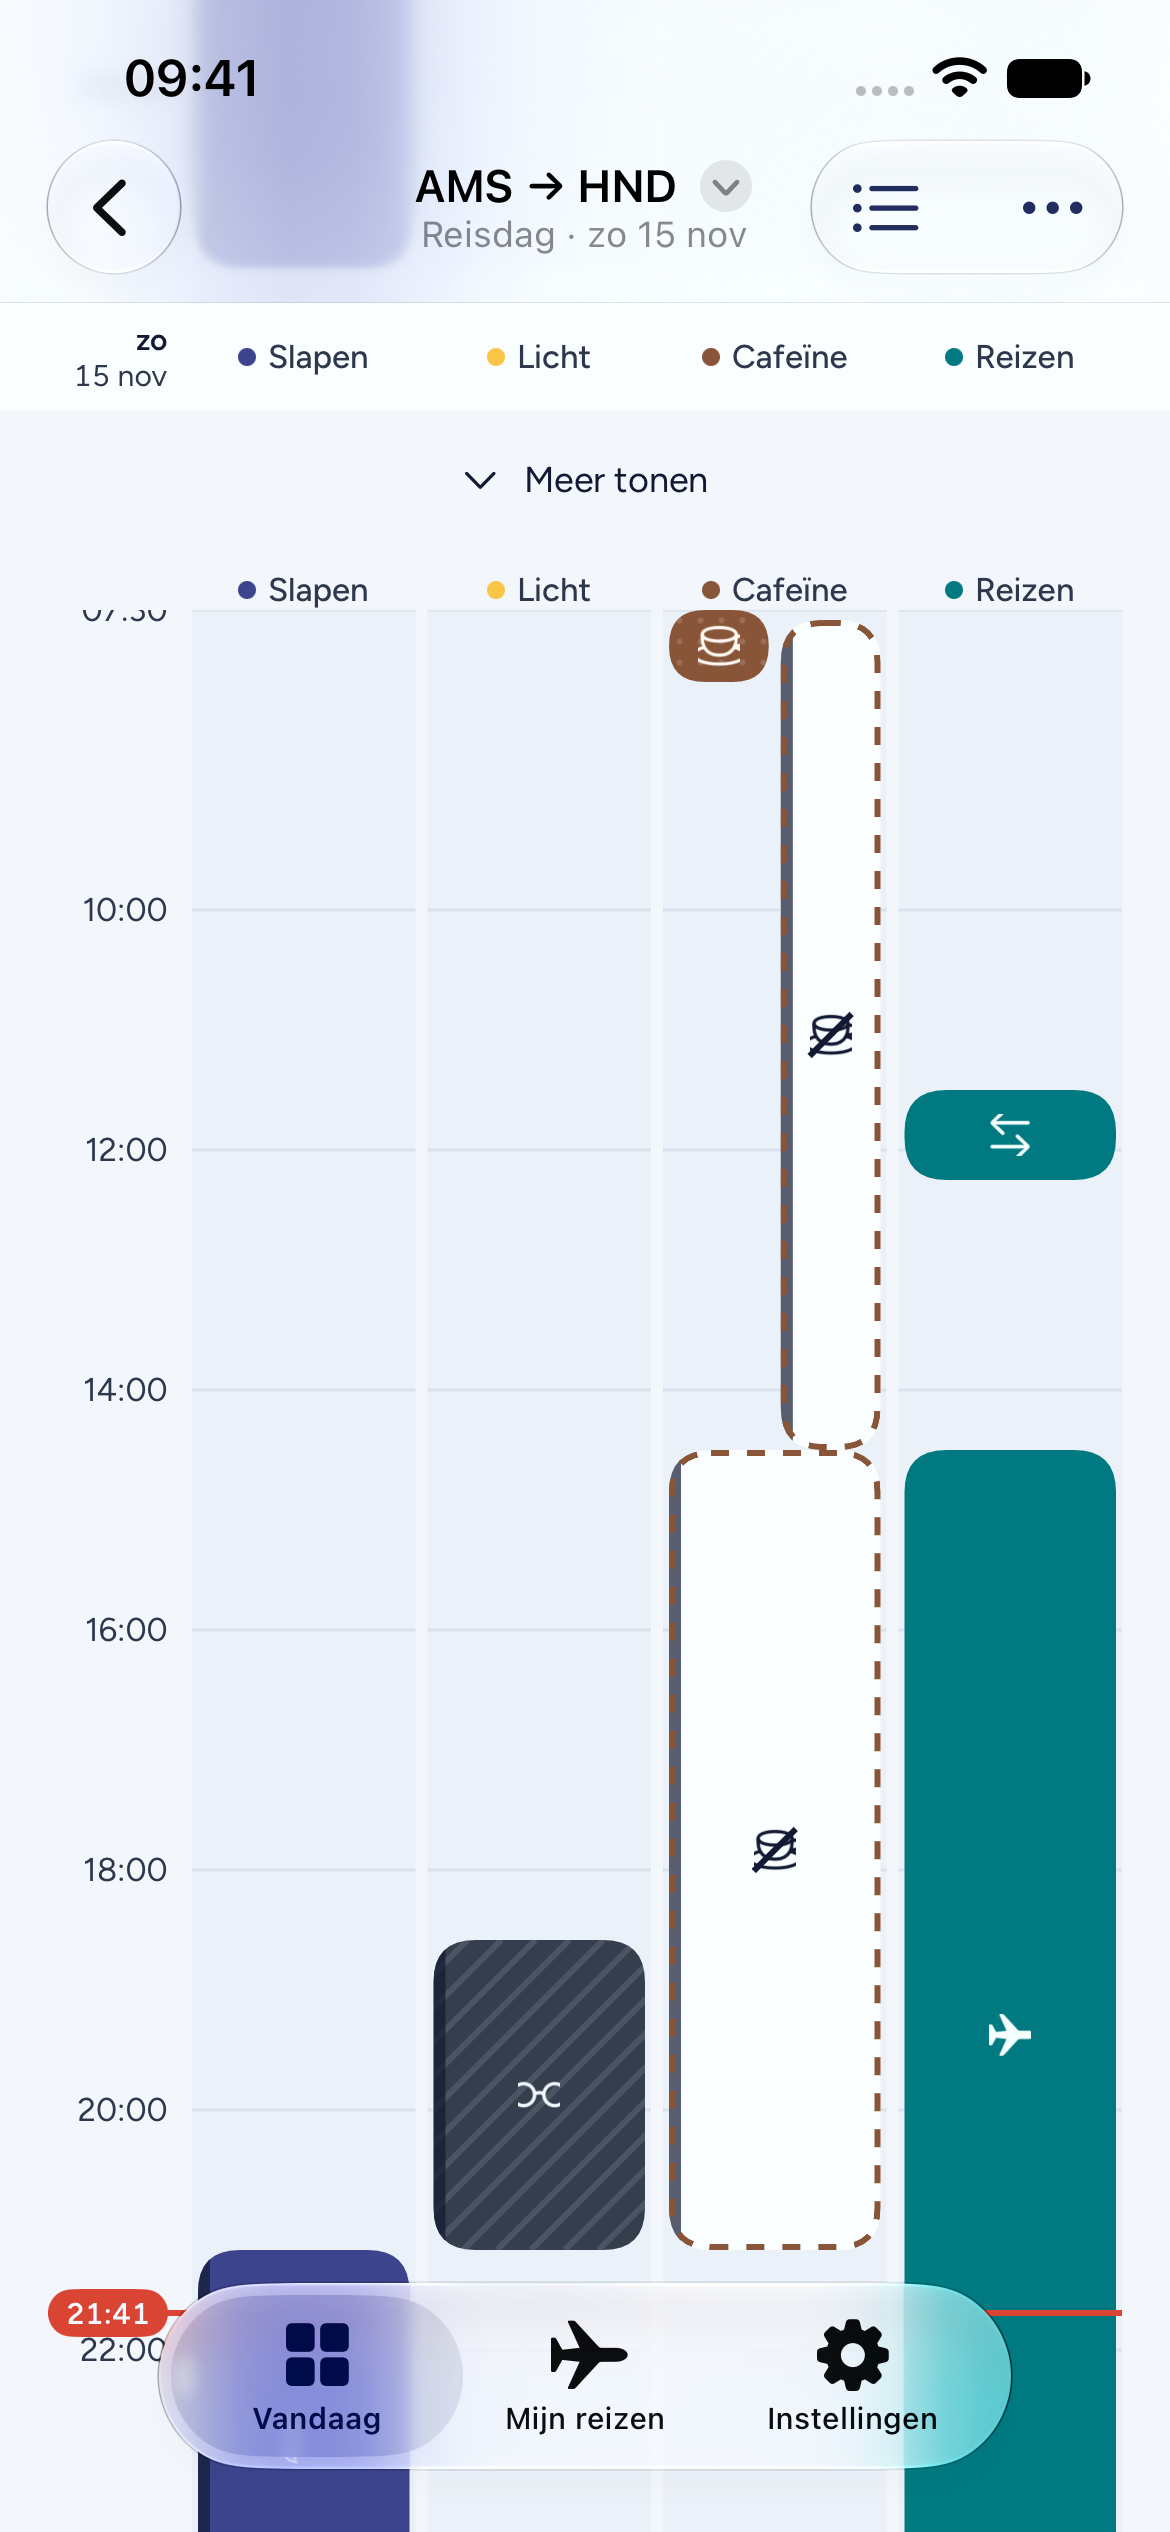 09:41
AMS → HND
Reisdag · zo 15 nov
zo
15 nov
Slapen
Licht
Cafeïne
Reizen
Meer tonen
Slapen
Licht
Cafeïne
Reizen
07:30
10:00
12:00
14:00
16:00
18:00
20:00
21:41
22:00
Vandaag
Mijn reizen
Instellingen